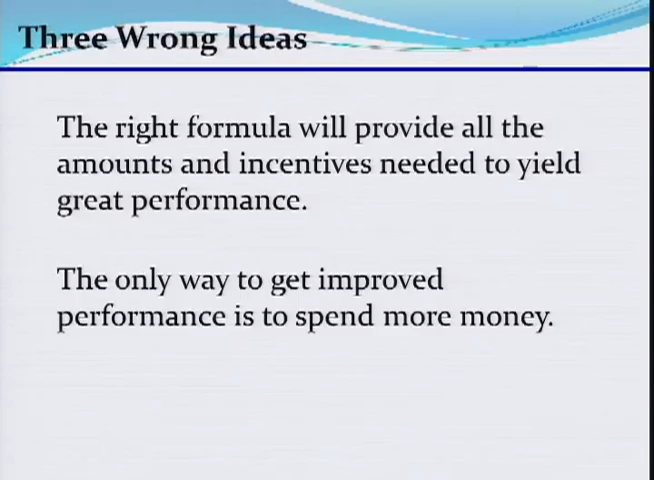 Three Wrong Ideas
The right formula will provide all the
amounts and incentives needed to yield
great performance.
The only way to get improved
performance is to spend more money.